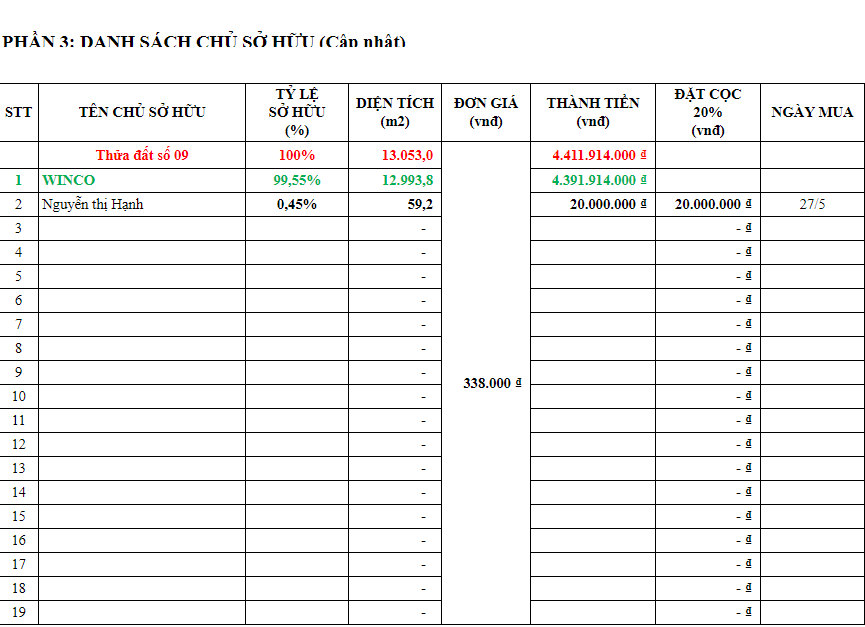 PHẦN 3: DANH SÁCH CHỦ SỞ HỮU (Cập nhật)
STT TÊN CHỦ SỞ HỮU TỶ LỆ SỞ HỮU (%) DIỆN TÍCH (m2) ĐƠN GIÁ (vnđ) THÀNH TIỀN (vnđ) ĐẶT CỌC 20% (vnđ) NGÀY MUA
Thửa đất số 09 100% 13.053,0 4.411.914.000 ₫
1 WINCO 99,55% 12.993,8 4.391.914.000 ₫
2 Nguyễn thị Hạnh 0,45% 59,2 20.000.000 ₫ 20.000.000 ₫ 27/5
3 - - ₫
4 - - ₫
5 - - ₫
6 - - ₫
7 - - ₫
8 - - ₫
9 - - ₫
338.000 ₫
10 - - ₫
11 - - ₫
12 - - ₫
13 - - ₫
14 - - ₫
15 - - ₫
16 - - ₫
17 - - ₫
18 - - ₫
19 - - ₫